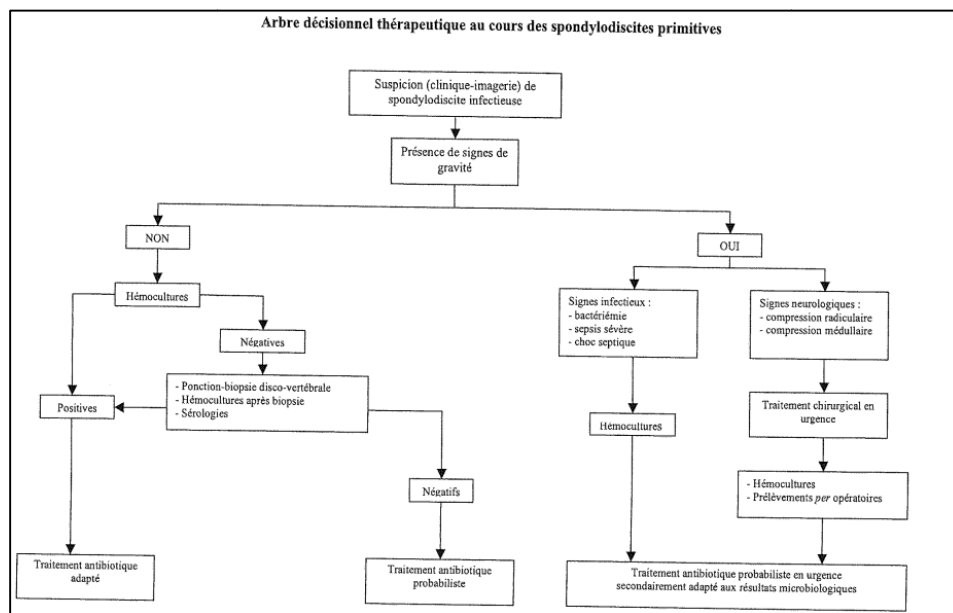 Arbre décisionnel thérapeutique au cours des spondylodiscites primitives
Suspicion (clinique-imagerie) de
spondylodiscite infectieuse
Présence de signes de
gravité
NON
OUI
Hémocultures
Signes infectieux :
- bactériémie
- sepsis sévère
- choc septique
Signes neurologiques :
- compression radiculaire
- compression médullaire
Négatives
- Ponction-biopsie disco-vertébrale
- Hémocultures après biopsie
- Sérologies
Positives
Hémocultures
Traitement chirurgical en
urgence
Négatifs
- Hémocultures
- Prélèvements per opératoires
Traitement antibiotique
adapté
Traitement antibiotique
probabiliste
Traitement antibiotique probabiliste en urgence
secondairement adapté aux résultats microbiologiques